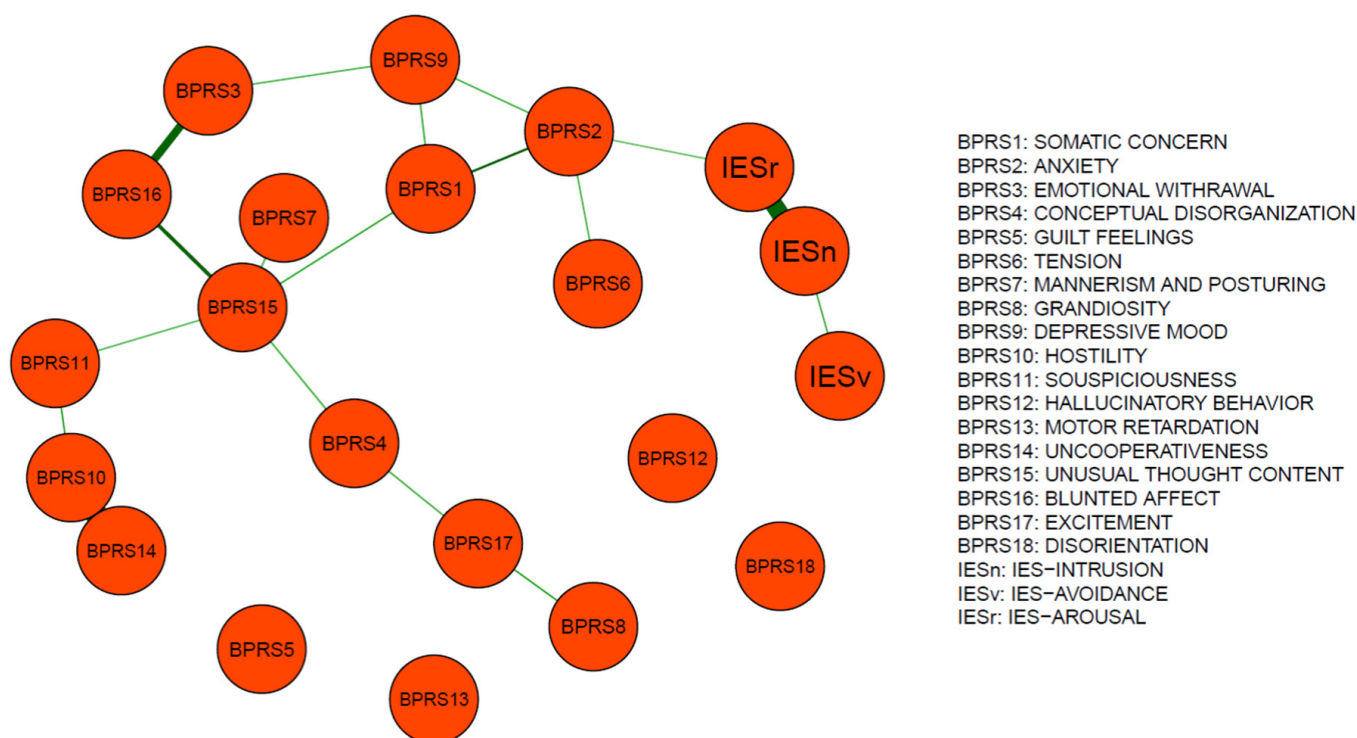 BPRS9
BPRS3
BPRS2
IESr
BPRS16
BPRS1
BPRS7
IESn
BPRS6
BPRS15
BPRS11
IESv
BPRS4
BPRS12
BPRS10
BPRS17
BPRS14
BPRS18
BPRS8
BPRS5
BPRS13
BPRS1: SOMATIC CONCERN
BPRS2: ANXIETY
BPRS3: EMOTIONAL WITHRAWAL
BPRS4: CONCEPTUAL DISORGANIZATION
BPRS5: GUILT FEELINGS
BPRS6: TENSION
BPRS7: MANNERISM AND POSTURING
BPRS8: GRANDIOSITY
BPRS9: DEPRESSIVE MOOD
BPRS10: HOSTILITY
BPRS11: SOUSPICIOUSNESS
BPRS12: HALLUCINATORY BEHAVIOR
BPRS13: MOTOR RETARDATION
BPRS14: UNCOOPERATIVENESS
BPRS15: UNUSUAL THOUGHT CONTENT
BPRS16: BLUNTED AFFECT
BPRS17: EXCITEMENT
BPRS18: DISORIENTATION
IESn: IES−INTRUSION
IESv: IES−AVOIDANCE
IESr: IES−AROUSAL